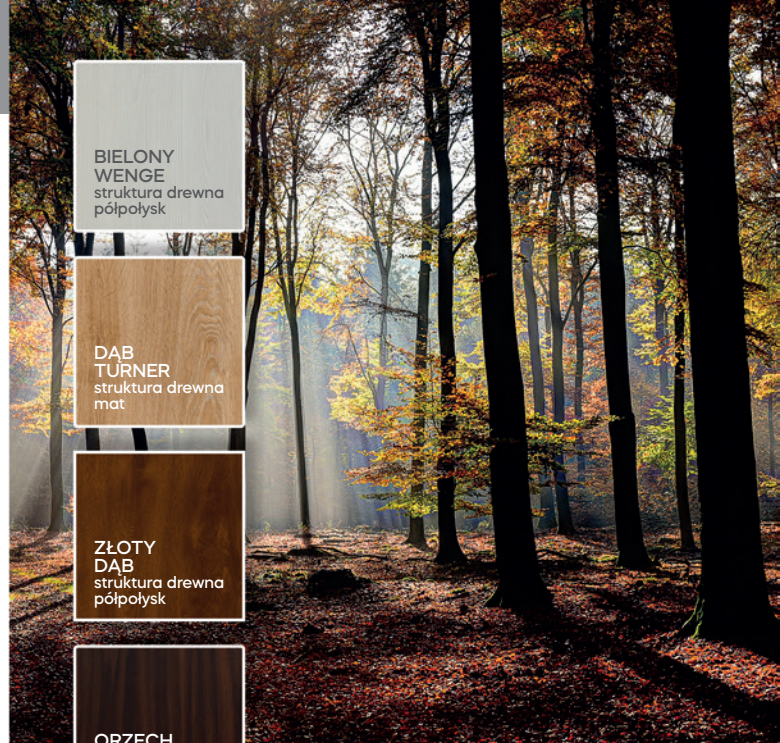 BIELONY
WENGE
struktura drewna
półpołysk
DĄB
TURNER
struktura drewna
mat
ZŁOTY
DĄB
struktura drewna
półpołysk
ORZECH